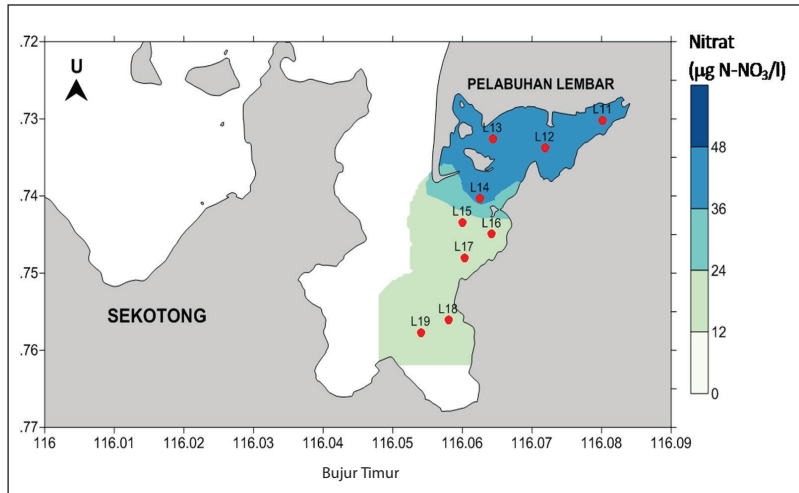 Nitrat
(µg N-NO₃/l)
.72
.73
.74
.75
.76
.77
U
PELABUHAN LEMBAR
L11
L13
L12
L14
L15
L16
L17
L18
L19
SEKOTONG
48
36
24
12
0
116
116.01
116.02
116.03
116.04
116.05
116.06
116.07
116.08
116.09
Bujur Timur